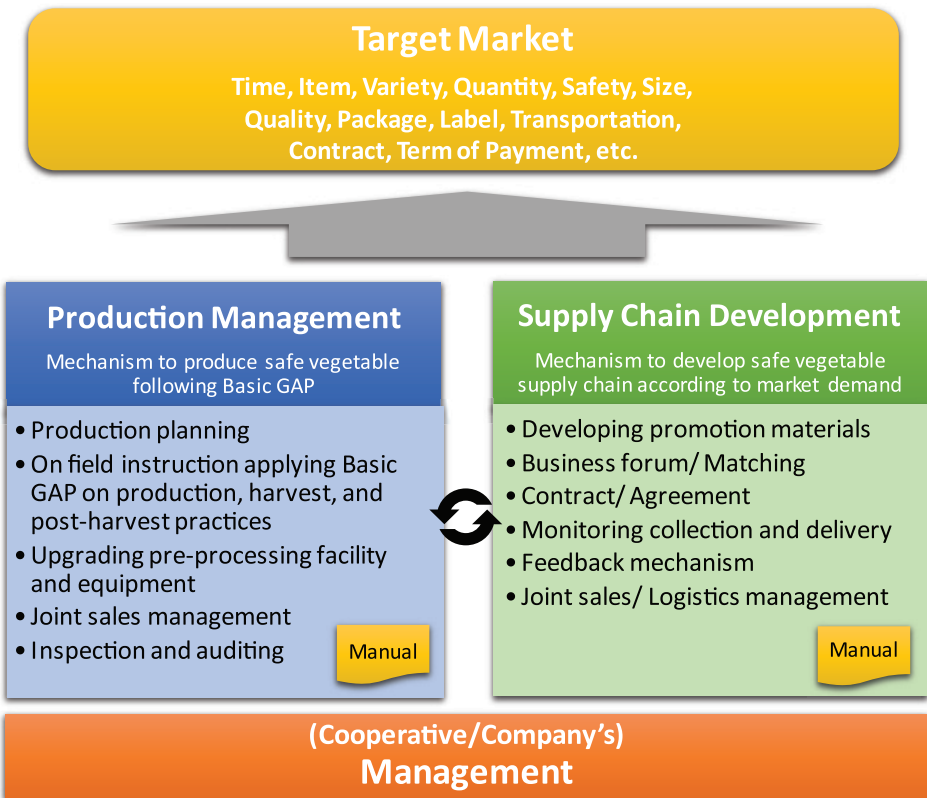 Target Market
Time, Item, Variety, Quantity, Safety, Size,
Quality, Package, Label, Transportation,
Contract, Term of Payment, etc.
Production Management
Mechanism to produce safe vegetable
following Basic GAP
• Production planning
• On field instruction applying Basic
GAP on production, harvest, and
post-harvest practices
• Upgrading pre-processing facility
and equipment
• Joint sales management
• Inspection and auditing
Manual
Supply Chain Development
Mechanism to develop safe vegetable
supply chain according to market demand
• Developing promotion materials
• Business forum/ Matching
• Contract/ Agreement
• Monitoring collection and delivery
• Feedback mechanism
• Joint sales/ Logistics management
Manual
(Cooperative/Company’s)
Management